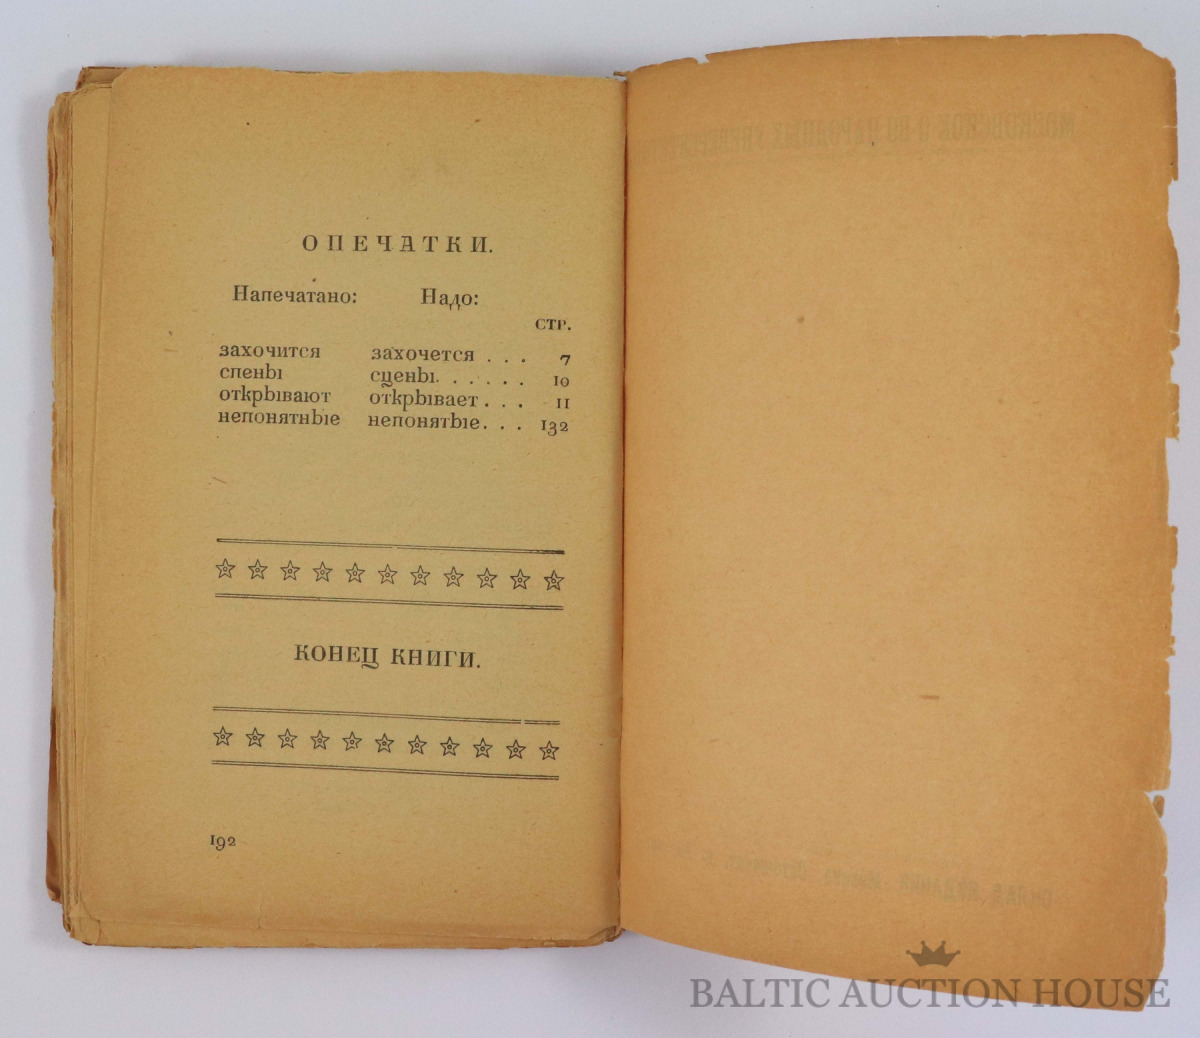 ОПЕЧАТКИ.
Напечатано: Надо:
СТР.
захочится захочется . . . 7
спены сцены. . . . . . 10
открывают открывает . . . 11
непонятные непонятые. . . 132
КОНЕЦ КНИГИ.
192
BALTIC AUCTION HOUSE